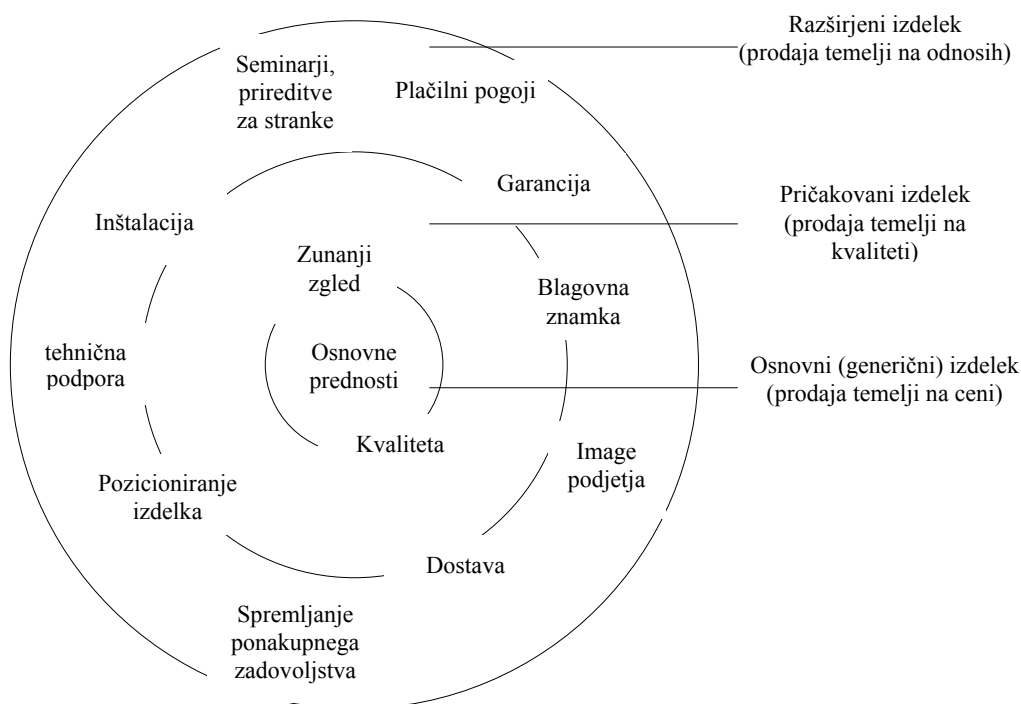 Razširjeni izdelek
(prodaja temelji na odnosih)
Seminarji,
prireditve
za stranke
Plačilni pogoji
Garancija
Pričakovani izdelek
(prodaja temelji na
kvaliteti)
Inštalacija
Zunanji
zgled
Blagovna
znamka
tehnična
podpora
Osnovne
prednosti
Osnovni (generični) izdelek
(prodaja temelji na ceni)
Kvaliteta
Image
podjetja
Pozicioniranje
izdelka
Dostava
Spremljanje
ponakupnega
zadovoljstva